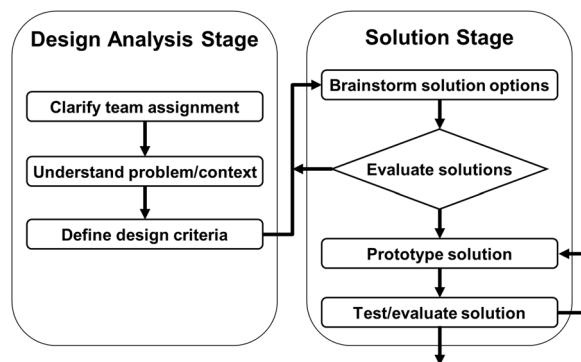 Design Analysis Stage
Clarify team assignment
Understand problem/context
Define design criteria
Solution Stage
Brainstorm solution options
Evaluate solutions
Prototype solution
Test/evaluate solution